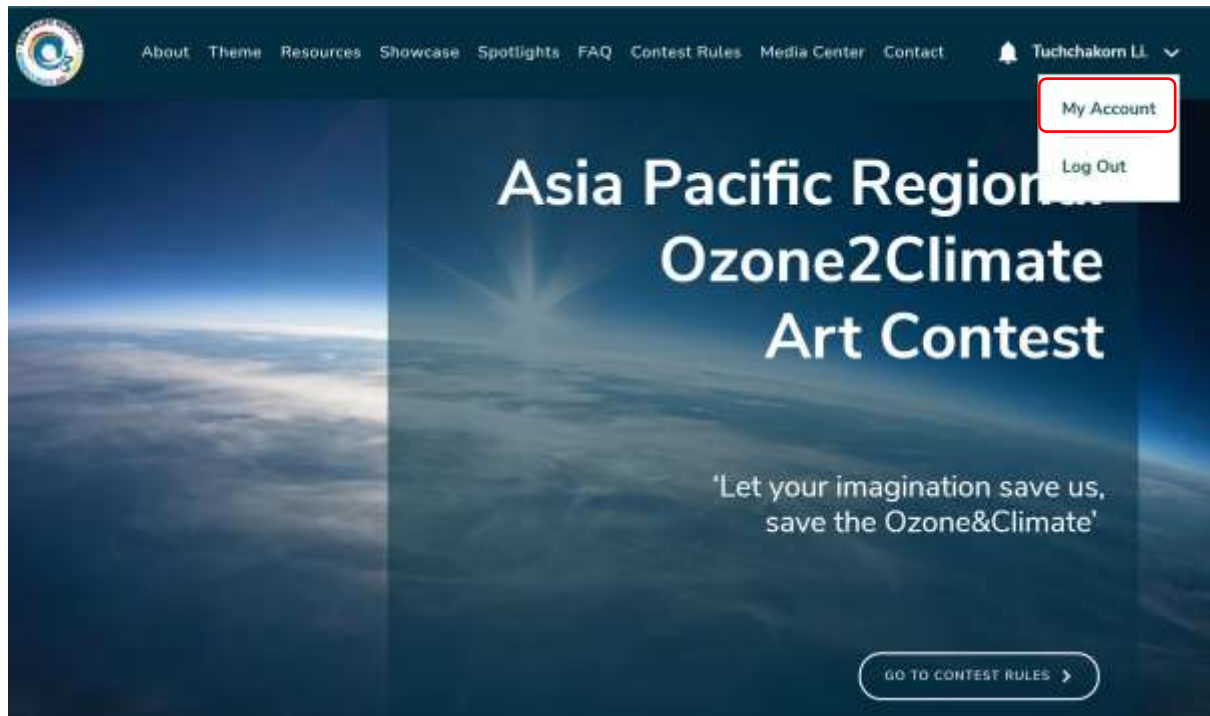 About Theme Resources Showcase Spotlights FAQ Contest Rules Media Center Contact Tuchchakorn Li.
My Account
Log Out
Asia Pacific Regional
Ozone2Climate
Art Contest
'Let your imagination save us,
save the Ozone&Climate'
GO TO CONTEST RULES